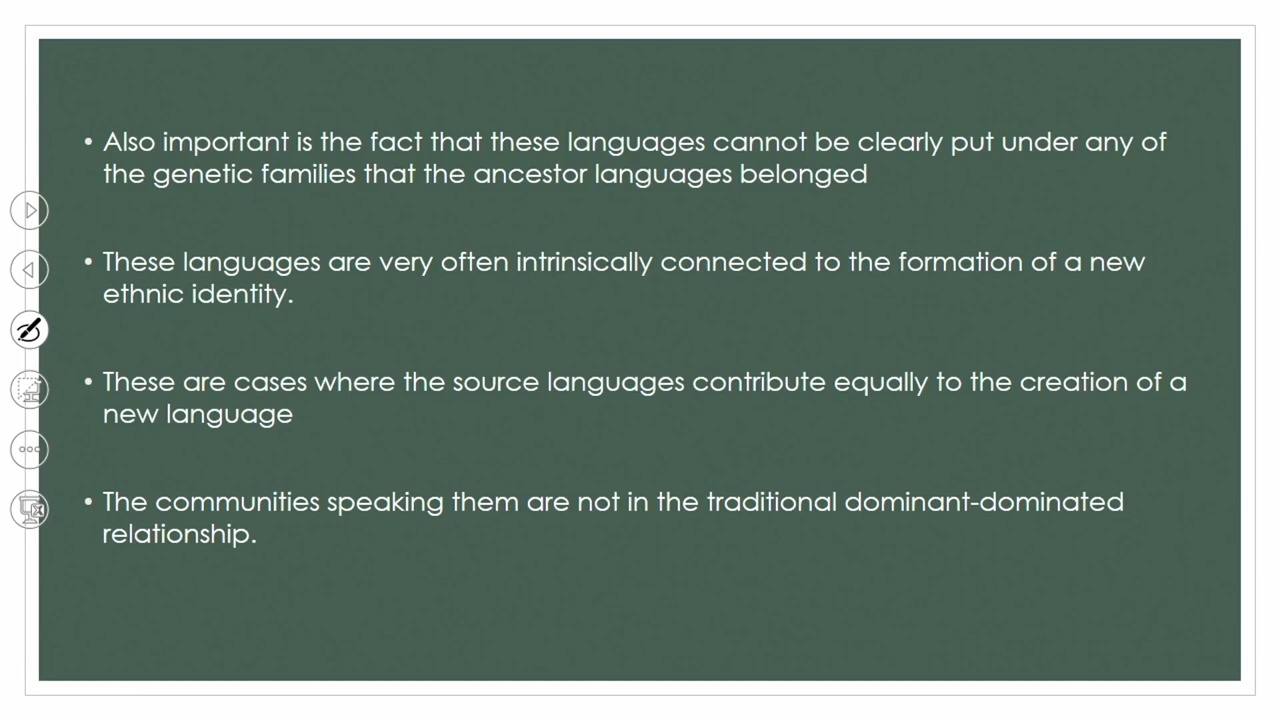 • Also important is the fact that these languages cannot be clearly put under any of
the genetic families that the ancestor languages belonged
• These languages are very often intrinsically connected to the formation of a new
ethnic identity.
• These are cases where the source languages contribute equally to the creation of a
new language
• The communities speaking them are not in the traditional dominant-dominated
relationship.